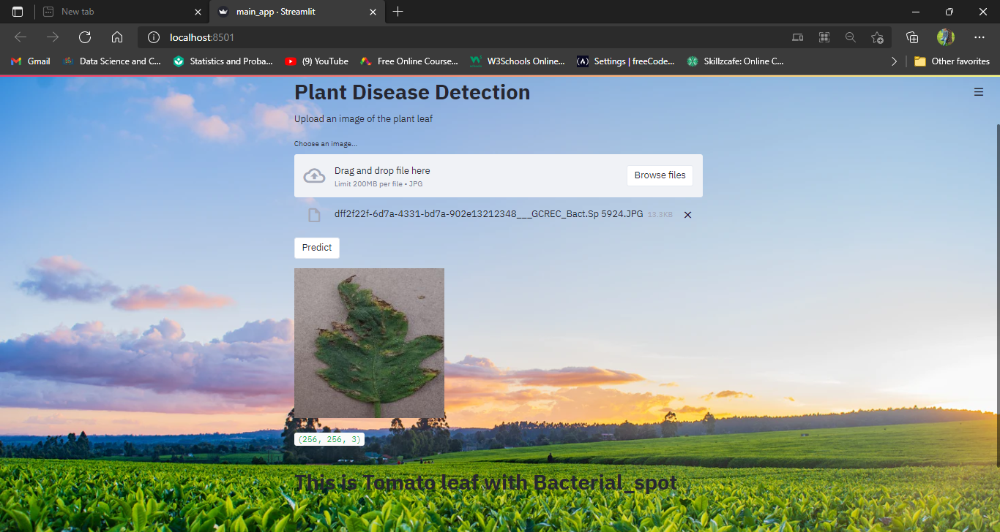 New tab
main_app · Streamlit
localhost:8501
Gmail
Data Science and C...
Statistics and Proba...
(9) YouTube
Free Online Course...
W3Schools Online...
Settings | freeCode...
Skillzcafe: Online C...
Other favorites
Plant Disease Detection
Upload an image of the plant leaf
Choose an image...
Drag and drop file here
Limit 200MB per file • JPG
Browse files
dff2f22f-6d7a-4331-bd7a-902e13212348___GCREC_Bact.Sp 5924.JPG 13.3KB
Predict
(256, 256, 3)
This is Tomato leaf with Bacterial_spot